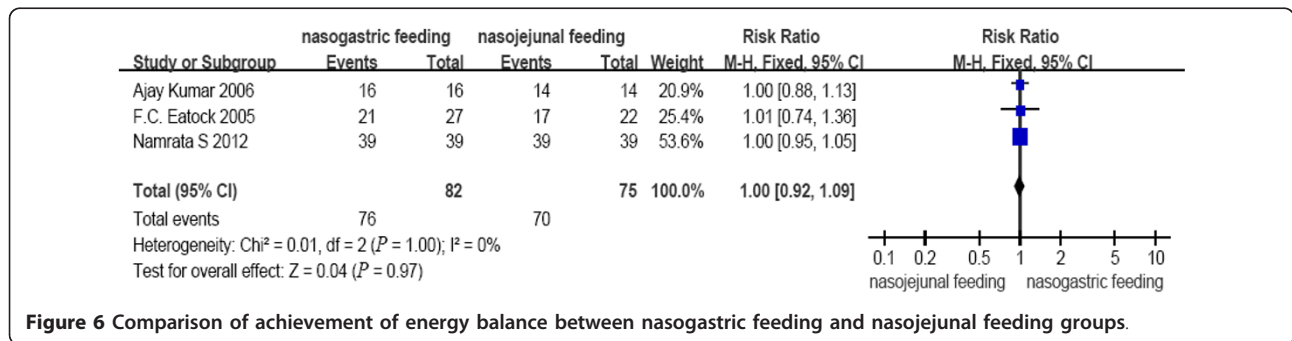 nasogastric feeding nasojejunal feeding Risk Ratio Risk Ratio
Study or Subgroup Events Total Events Total Weight M-H, Fixed, 95% CI M-H, Fixed, 95% CI
Ajay Kumar 2006 16 16 14 14 20.9% 1.00 [0.88, 1.13]
F.C. Eatock 2005 21 27 17 22 25.4% 1.01 [0.74, 1.36]
Namrata S 2012 39 39 39 39 53.6% 1.00 [0.95, 1.05]
Total (95% CI) 82 75 100.0% 1.00 [0.92, 1.09]
Total events 76 70
Heterogeneity: Chi² = 0.01, df = 2 (P = 1.00); I² = 0%
Test for overall effect: Z = 0.04 (P = 0.97)
0.1 0.2 0.5 1 2 5 10
nasojejunal feeding nasogastric feeding
Figure 6 Comparison of achievement of energy balance between nasogastric feeding and nasojejunal feeding groups.